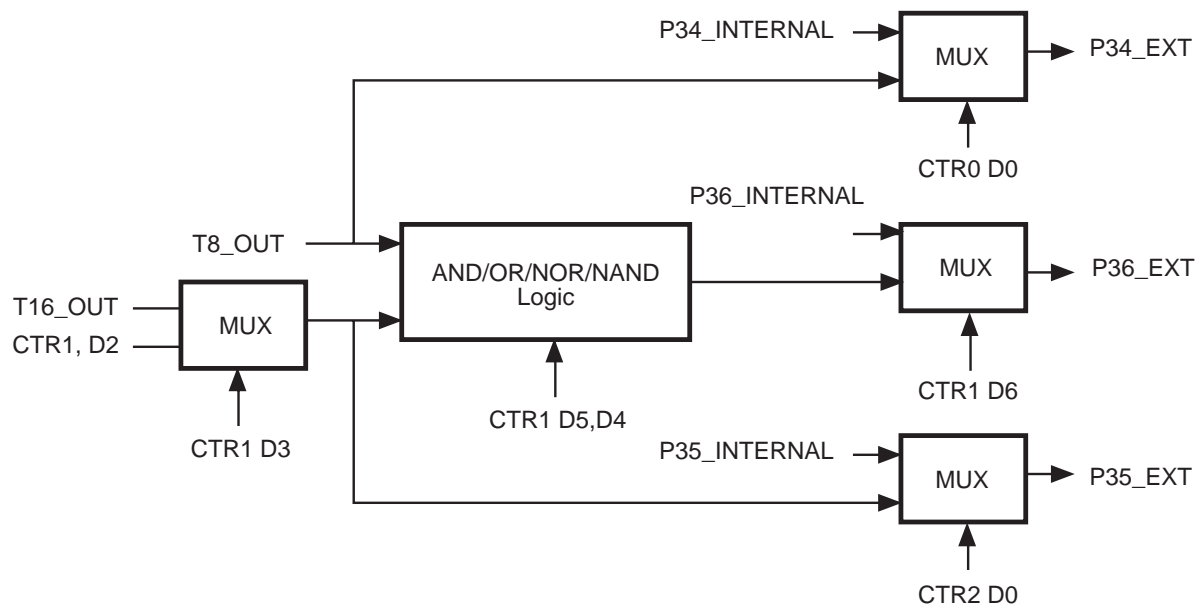 P34_INTERNAL
MUX
P34_EXT
CTR0 D0
P36_INTERNAL
T8_OUT
AND/OR/NOR/NAND
Logic
MUX
P36_EXT
T16_OUT
MUX
CTR1, D2
CTR1 D6
CTR1 D5,D4
CTR1 D3
P35_INTERNAL
MUX
P35_EXT
CTR2 D0